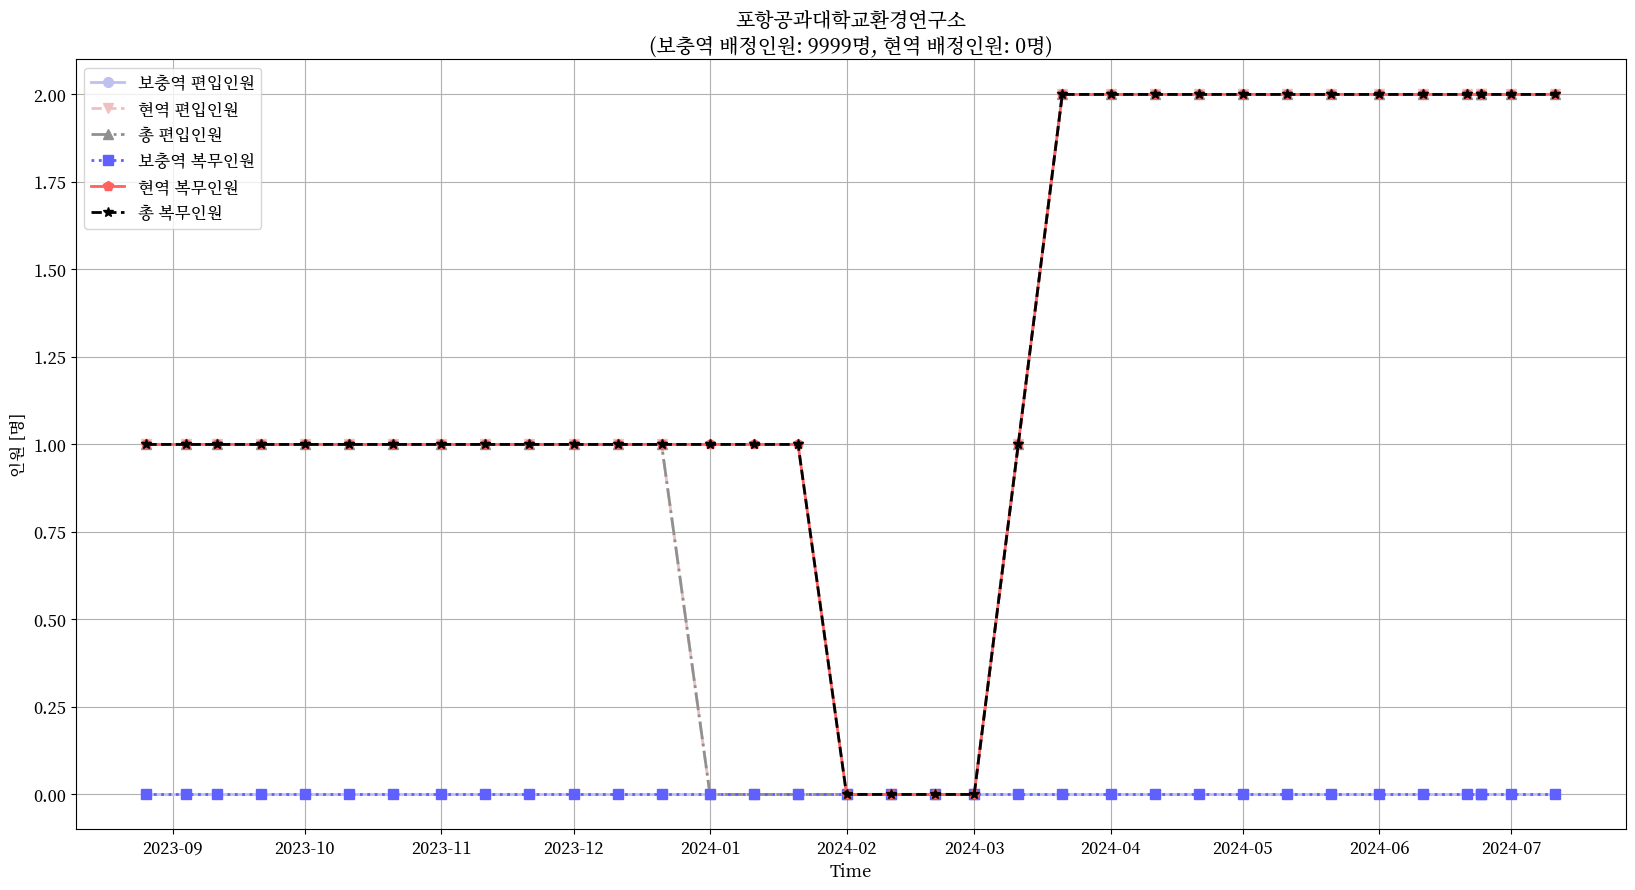 포항공과대학교환경연구소
(보충역 배정인원: 9999명, 현역 배정인원: 0명)
보충역 편입인원
현역 편입인원
총 편입인원
보충역 복무인원
현역 복무인원
총 복무인원
2.00
1.75
1.50
1.25
1.00
0.75
0.50
0.25
0.00
인원 [명]
2023-09 2023-10 2023-11 2023-12 2024-01 2024-02 2024-03 2024-04 2024-05 2024-06 2024-07
Time